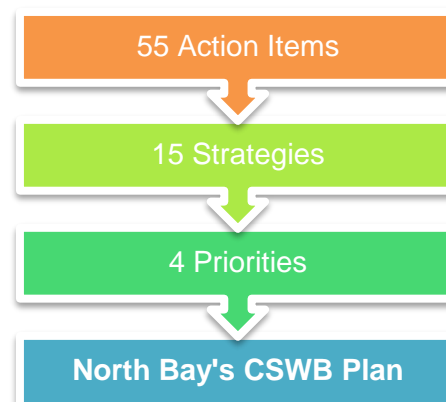 55 Action Items
15 Strategies
4 Priorities
North Bay's CSWB Plan